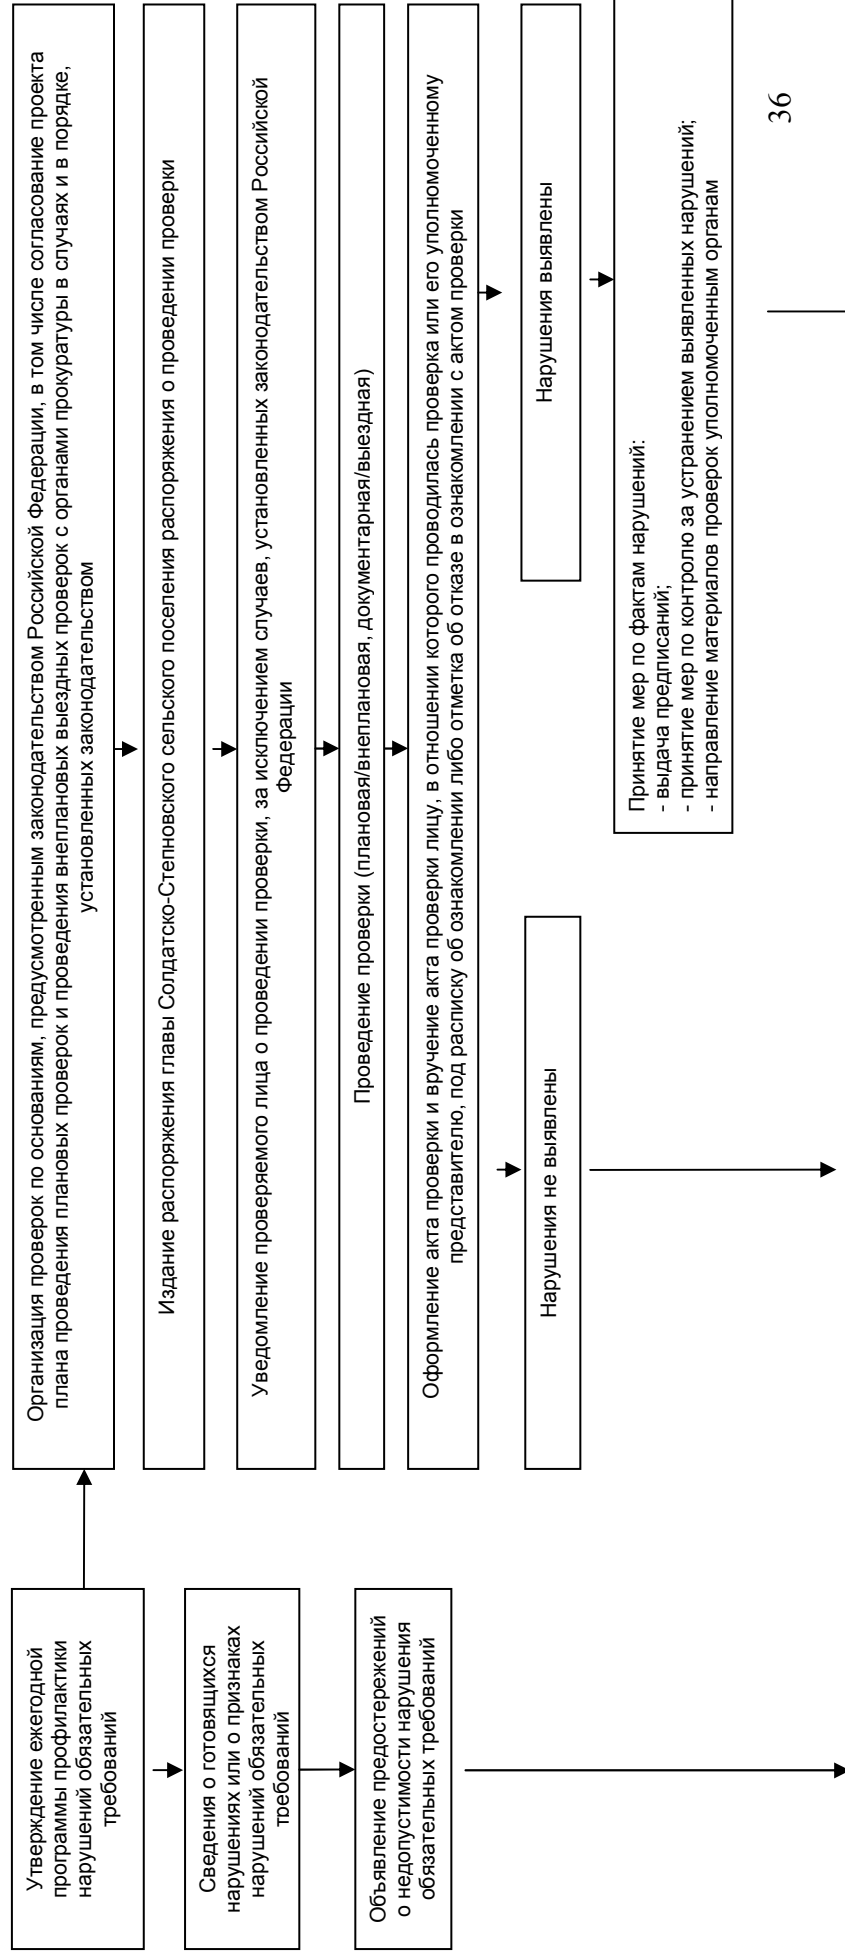 Утверждение ежегодной
программы профилактики
нарушений обязательных
требований
Сведения о готовящихся
нарушениях или о признаках
нарушений обязательных
требований
Объявление предостережений
о недопустимости нарушения
обязательных требований
Организация проверок по основаниям, предусмотренным законодательством Российской Федерации, в том числе согласование проекта
плана проведения плановых проверок и проведения внеплановых выездных проверок с органами прокуратуры в случаях и в порядке,
установленных законодательством
Издание распоряжения главы Солдатско-Степновского сельского поселения распоряжения о проведении проверки
Уведомление проверяемого лица о проведении проверки, за исключением случаев, установленных законодательством Российской
Федерации
Проведение проверки (плановая/внеплановая, документарная/выездная)
Оформление акта проверки и вручение акта проверки лицу, в отношении которого проводилась проверка или его уполномоченному
представителю, под расписку об ознакомлении либо отметка об отказе в ознакомлении с актом проверки
Нарушения не выявлены
Нарушения выявлены
Принятие мер по фактам нарушений:
- выдача предписаний;
- принятие мер по контролю за устранением выявленных нарушений;
- направление материалов проверок уполномоченным органам
36